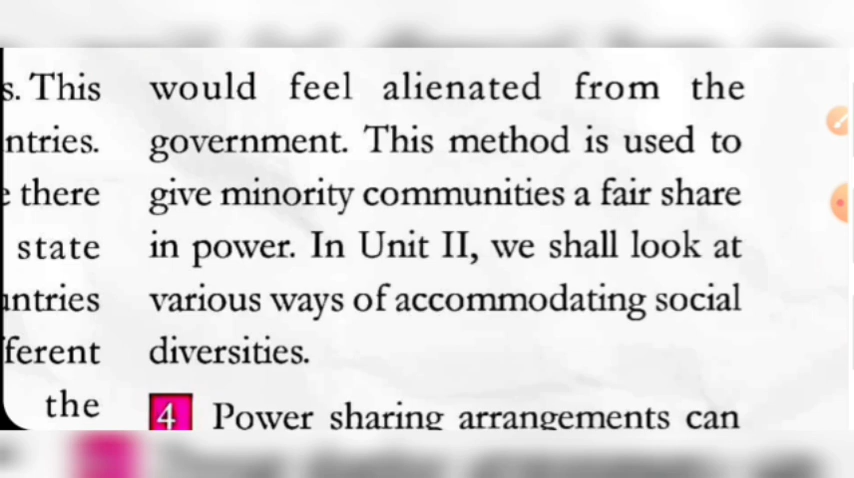 s. This
ntries.
there
state
untries
ferent
the
would feel alienated from the
government. This method is used to
give minority communities a fair share
in power. In Unit II, we shall look at
various ways of accommodating social
diversities.
4 Power sharing arrangements can